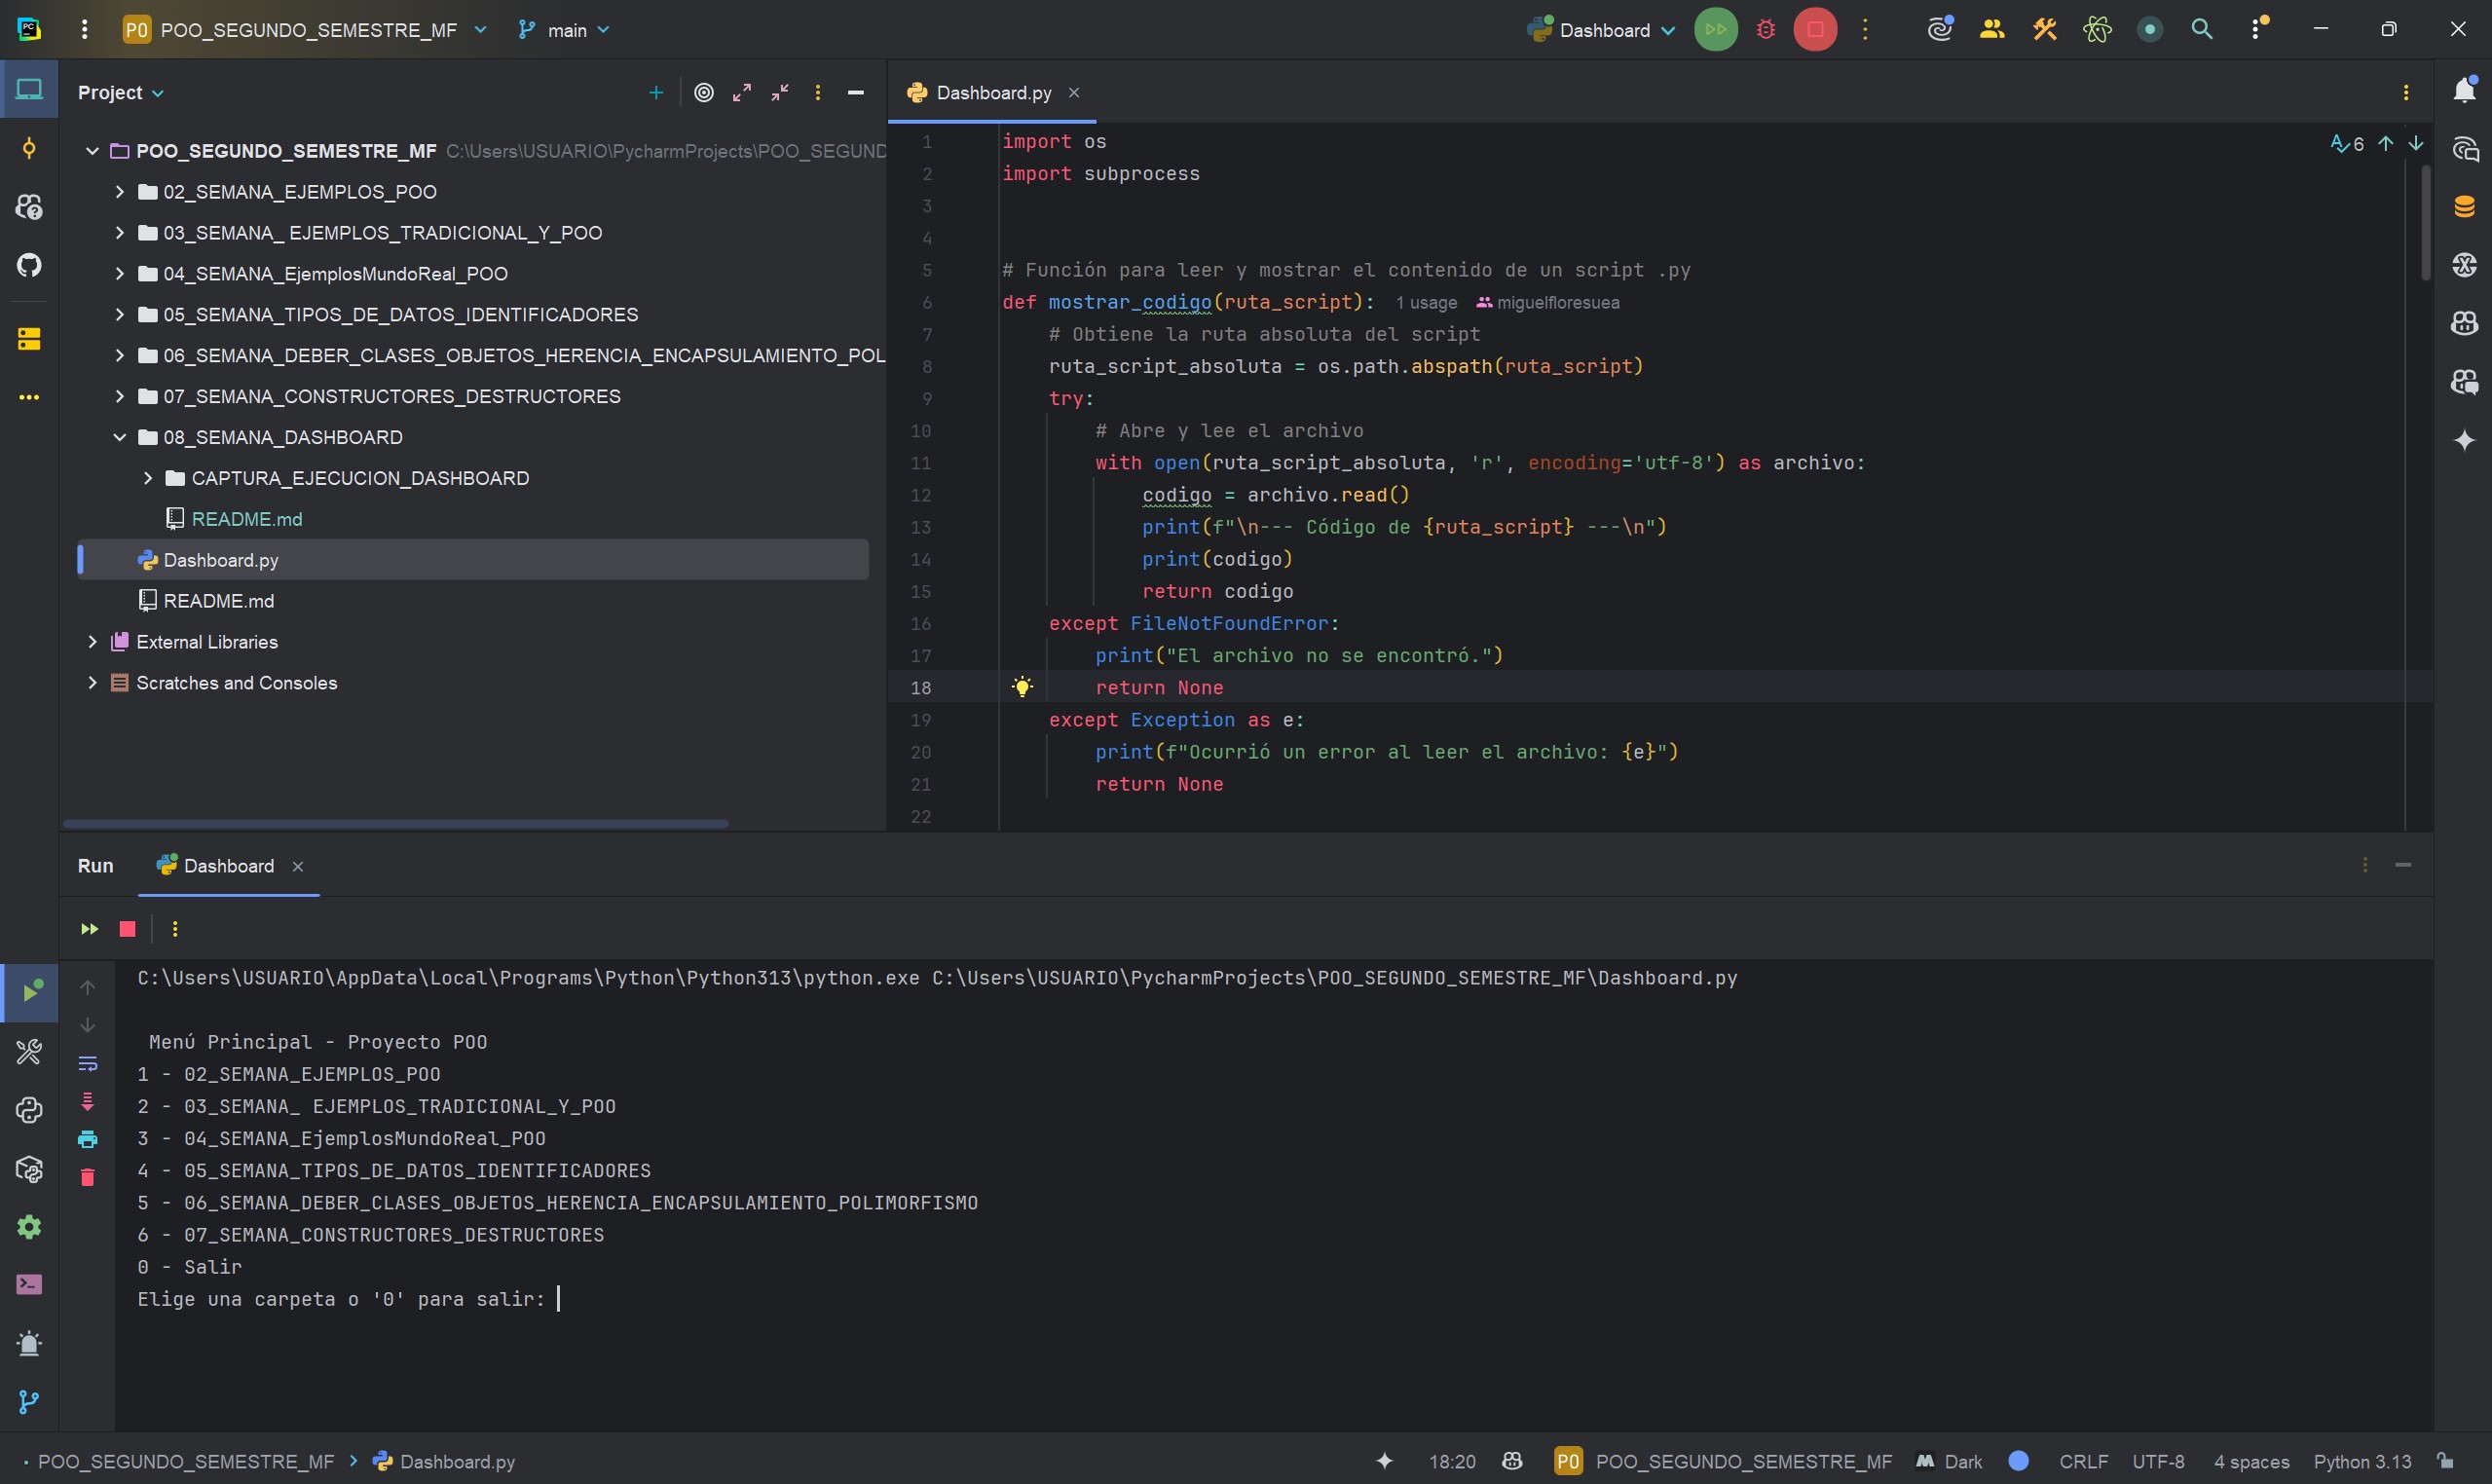 PC
PO POO_SEGUNDO_SEMESTRE_MF main Dashboard
Project
POO_SEGUNDO_SEMESTRE_MF C:\Users\USUARIO\PycharmProjects\POO_SEGUND
02_SEMANA_EJEMPLOS_POO
03_SEMANA_ EJEMPLOS_TRADICIONAL_Y_POO
04_SEMANA_EjemplosMundoReal_POO
05_SEMANA_TIPOS_DE_DATOS_IDENTIFICADORES
06_SEMANA_DEBER_CLASES_OBJETOS_HERENCIA_ENCAPSULAMIENTO_POL
07_SEMANA_CONSTRUCTORES_DESTRUCTORES
08_SEMANA_DASHBOARD
CAPTURA_EJECUCION_DASHBOARD
README.md
Dashboard.py
README.md
External Libraries
Scratches and Consoles
Dashboard.py
6
1 import os
2 import subprocess
3
4
5 # Función para leer y mostrar el contenido de un script .py
6 def mostrar_codigo(ruta_script): 1 usage miguelfloresuea
7 # Obtiene la ruta absoluta del script
8 ruta_script_absoluta = os.path.abspath(ruta_script)
9 try:
10 # Abre y lee el archivo
11 with open(ruta_script_absoluta, 'r', encoding='utf-8') as archivo:
12 codigo = archivo.read()
13 print(f"\n--- Código de {ruta_script} ---\n")
14 print(codigo)
15 return codigo
16 except FileNotFoundError:
17 print("El archivo no se encontró.")
18 return None
19 except Exception as e:
20 print(f"Ocurrió un error al leer el archivo: {e}")
21 return None
22
Run Dashboard
C:\Users\USUARIO\AppData\Local\Programs\Python\Python313\python.exe C:\Users\USUARIO\PycharmProjects\POO_SEGUNDO_SEMESTRE_MF\Dashboard.py
Menú Principal - Proyecto POO
1 - 02_SEMANA_EJEMPLOS_POO
2 - 03_SEMANA_ EJEMPLOS_TRADICIONAL_Y_POO
3 - 04_SEMANA_EjemplosMundoReal_POO
4 - 05_SEMANA_TIPOS_DE_DATOS_IDENTIFICADORES
5 - 06_SEMANA_DEBER_CLASES_OBJETOS_HERENCIA_ENCAPSULAMIENTO_POLIMORFISMO
6 - 07_SEMANA_CONSTRUCTORES_DESTRUCTORES
0 - Salir
Elige una carpeta o '0' para salir:
POO_SEGUNDO_SEMESTRE_MF Dashboard.py 18:20 PO POO_SEGUNDO_SEMESTRE_MF Dark CRLF UTF-8 4 spaces Python 3.13